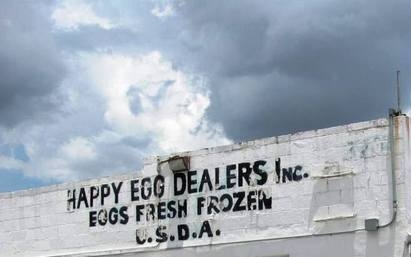 HAPPY EGG DEALERS INC.
EGGS FRESH FROZEN
U.S.D.A.